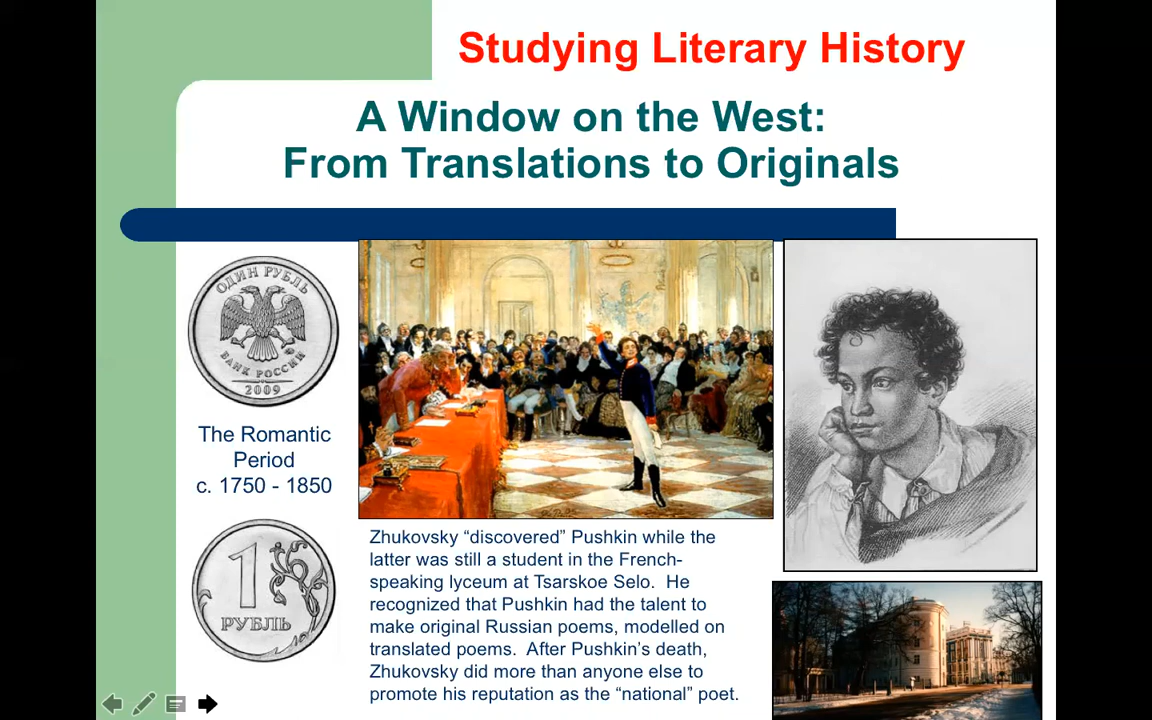 Studying Literary History
A Window on the West:
From Translations to Originals
ОДИН РУБЛЬ
БАНК РОССИИ
2009
The Romantic
Period
c. 1750 - 1850
1
РУБЛЬ
Zhukovsky “discovered” Pushkin while the
latter was still a student in the French-
speaking lyceum at Tsarskoe Selo.  He
recognized that Pushkin had the talent to
make original Russian poems, modelled on
translated poems.  After Pushkin’s death,
Zhukovsky did more than anyone else to
promote his reputation as the “national” poet.